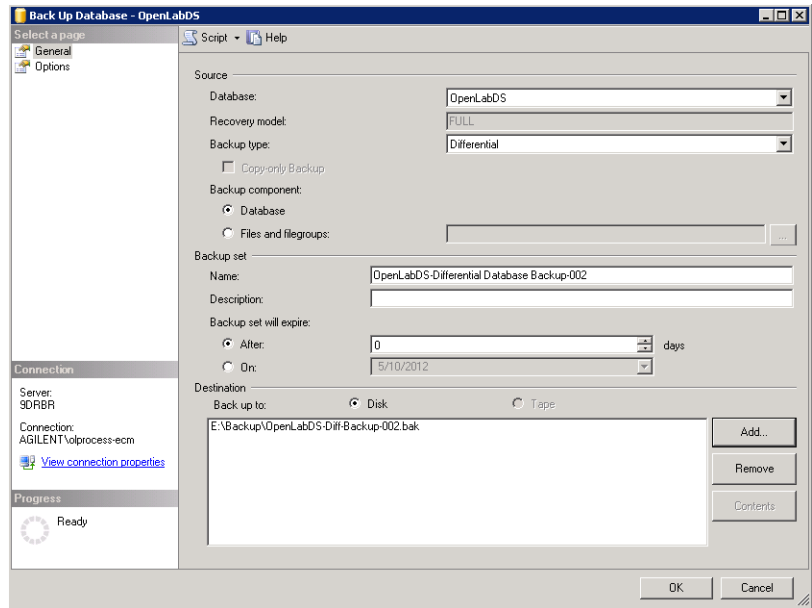 Back Up Database - OpenLabDS
Select a page
General
Options
Script
Help
Source
Database:
OpenLabDS
Recovery model:
FULL
Backup type:
Differential
Copy-only Backup
Backup component:
Database
Files and filegroups:
...
Backup set
Name:
OpenLabDS-Differential Database Backup-002
Description:
Backup set will expire:
After:
0
days
On:
5/10/2012
Destination
Back up to:
Disk
Tape
E:\Backup\OpenLabDS-Diff-Backup-002.bak
Add...
Remove
Contents
Connection
Server:
9DRBR
Connection:
AGILENT\olprocess-ecm
View connection properties
Progress
Ready
OK
Cancel